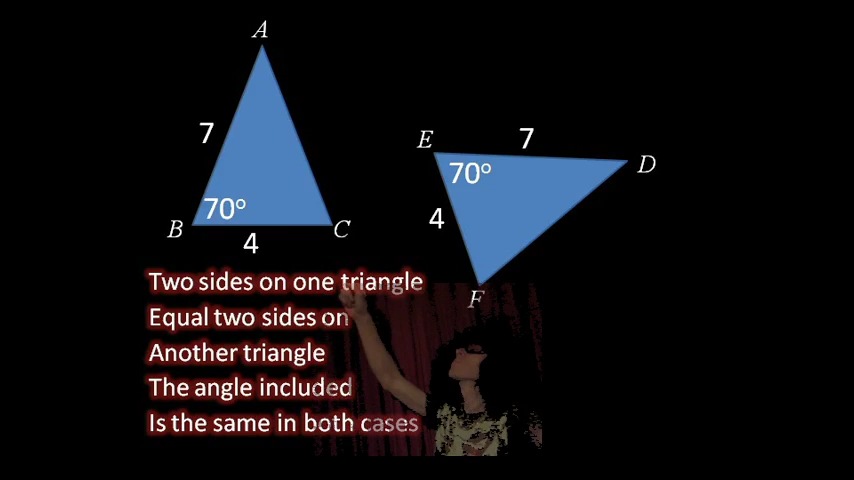 A
7
70°
B
C
4
E
7
D
70°
4
F
Two sides on one triangle
Equal two sides on
Another triangle
The angle included
Is the same in both cases